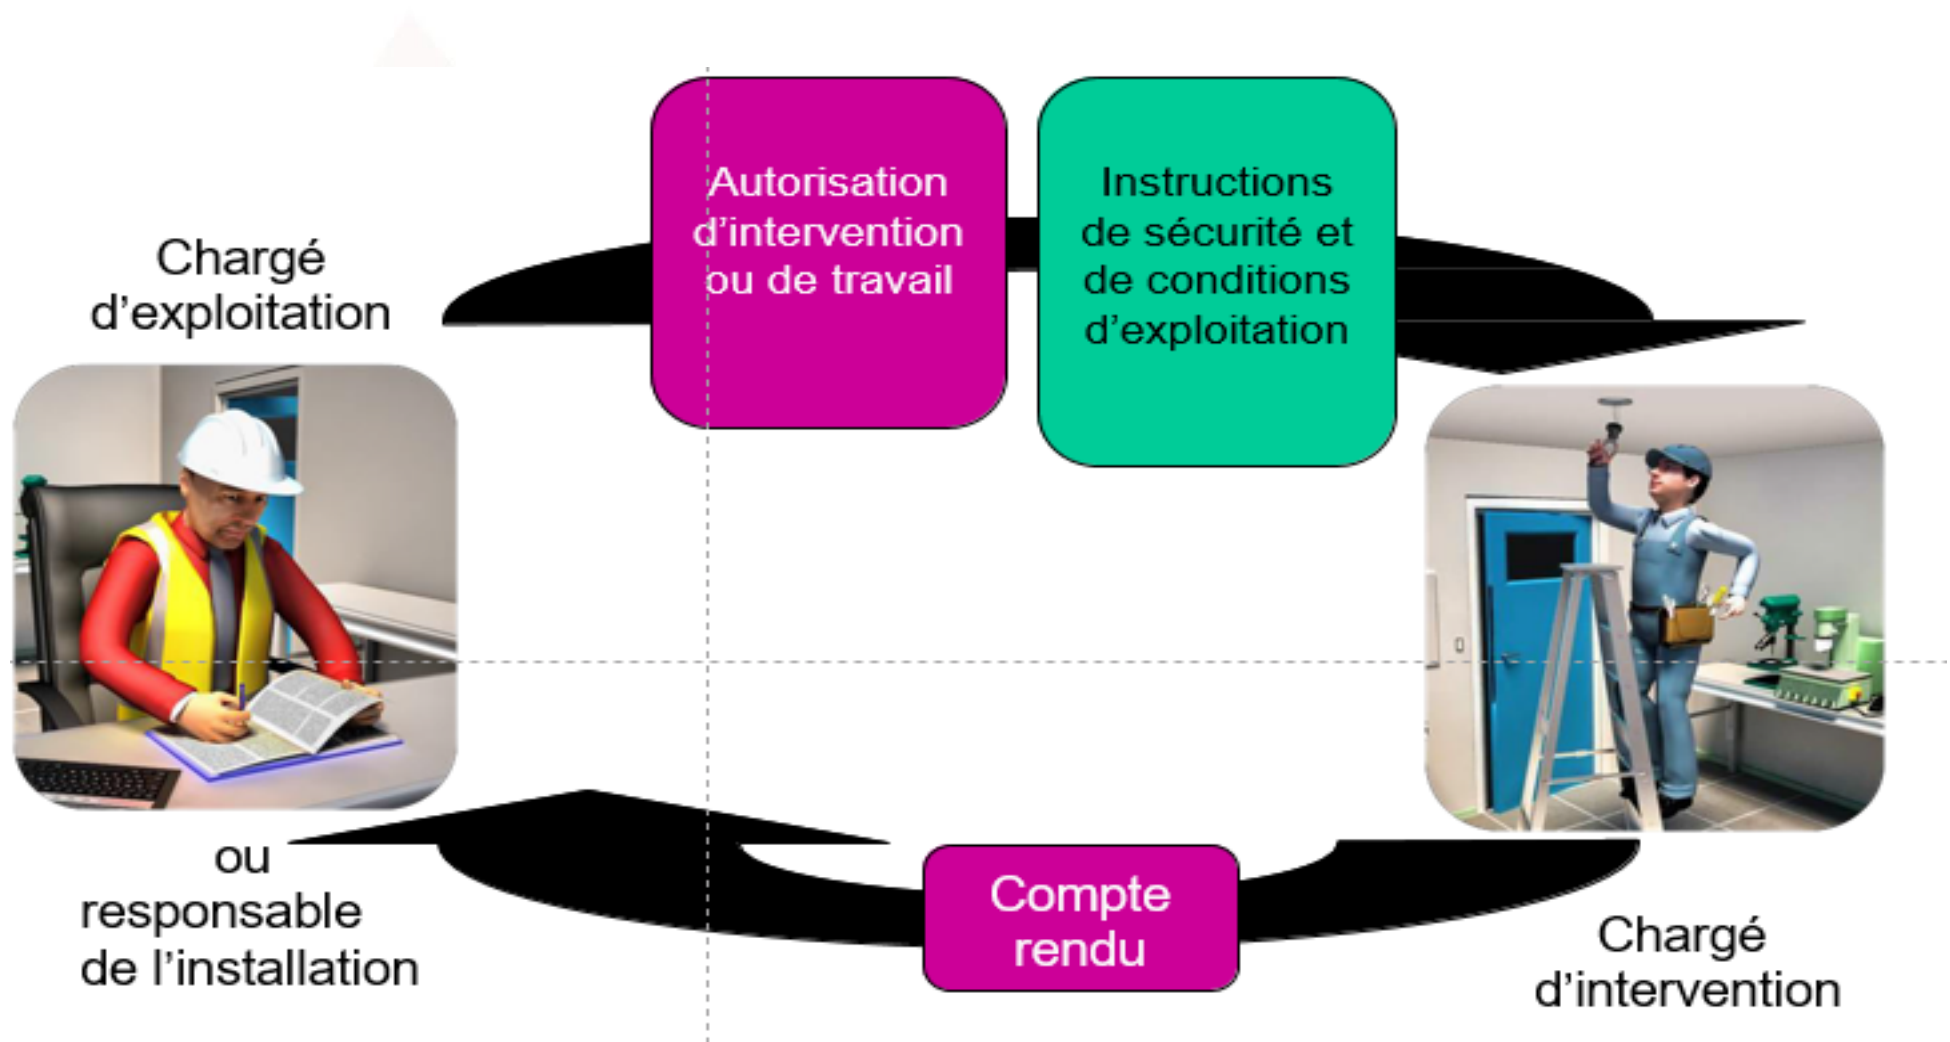 Autorisation
d’intervention
ou de travail
Instructions
de sécurité et
de conditions
d’exploitation
Chargé
d'exploitation
ou
responsable
de l’installation
Compte
rendu
Chargé
d’intervention